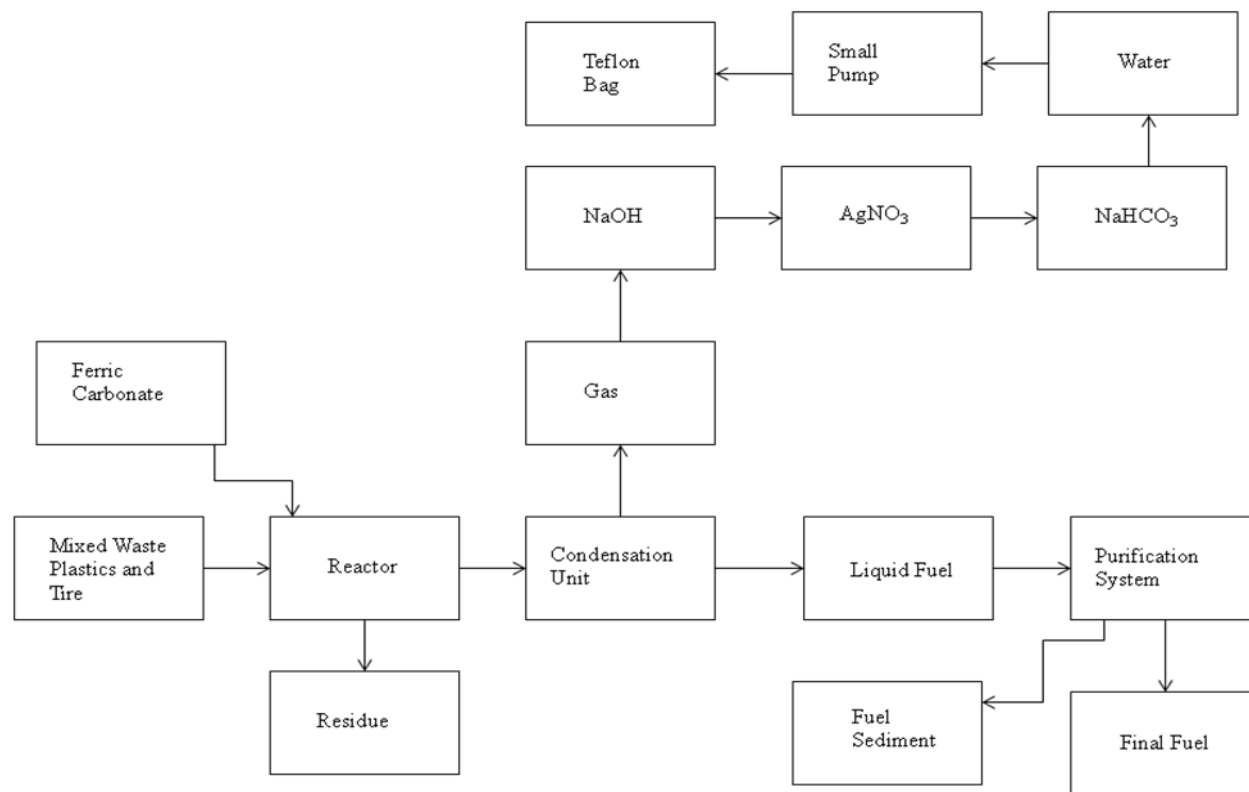 Teflon
Bag
Small
Pump
Water
NaOH
AgNO₃
NaHCO₃
Ferric
Carbonate
Gas
Mixed Waste
Plastics and
Tire
Reactor
Condensation
Unit
Liquid Fuel
Purification
System
Residue
Fuel
Sediment
Final Fuel